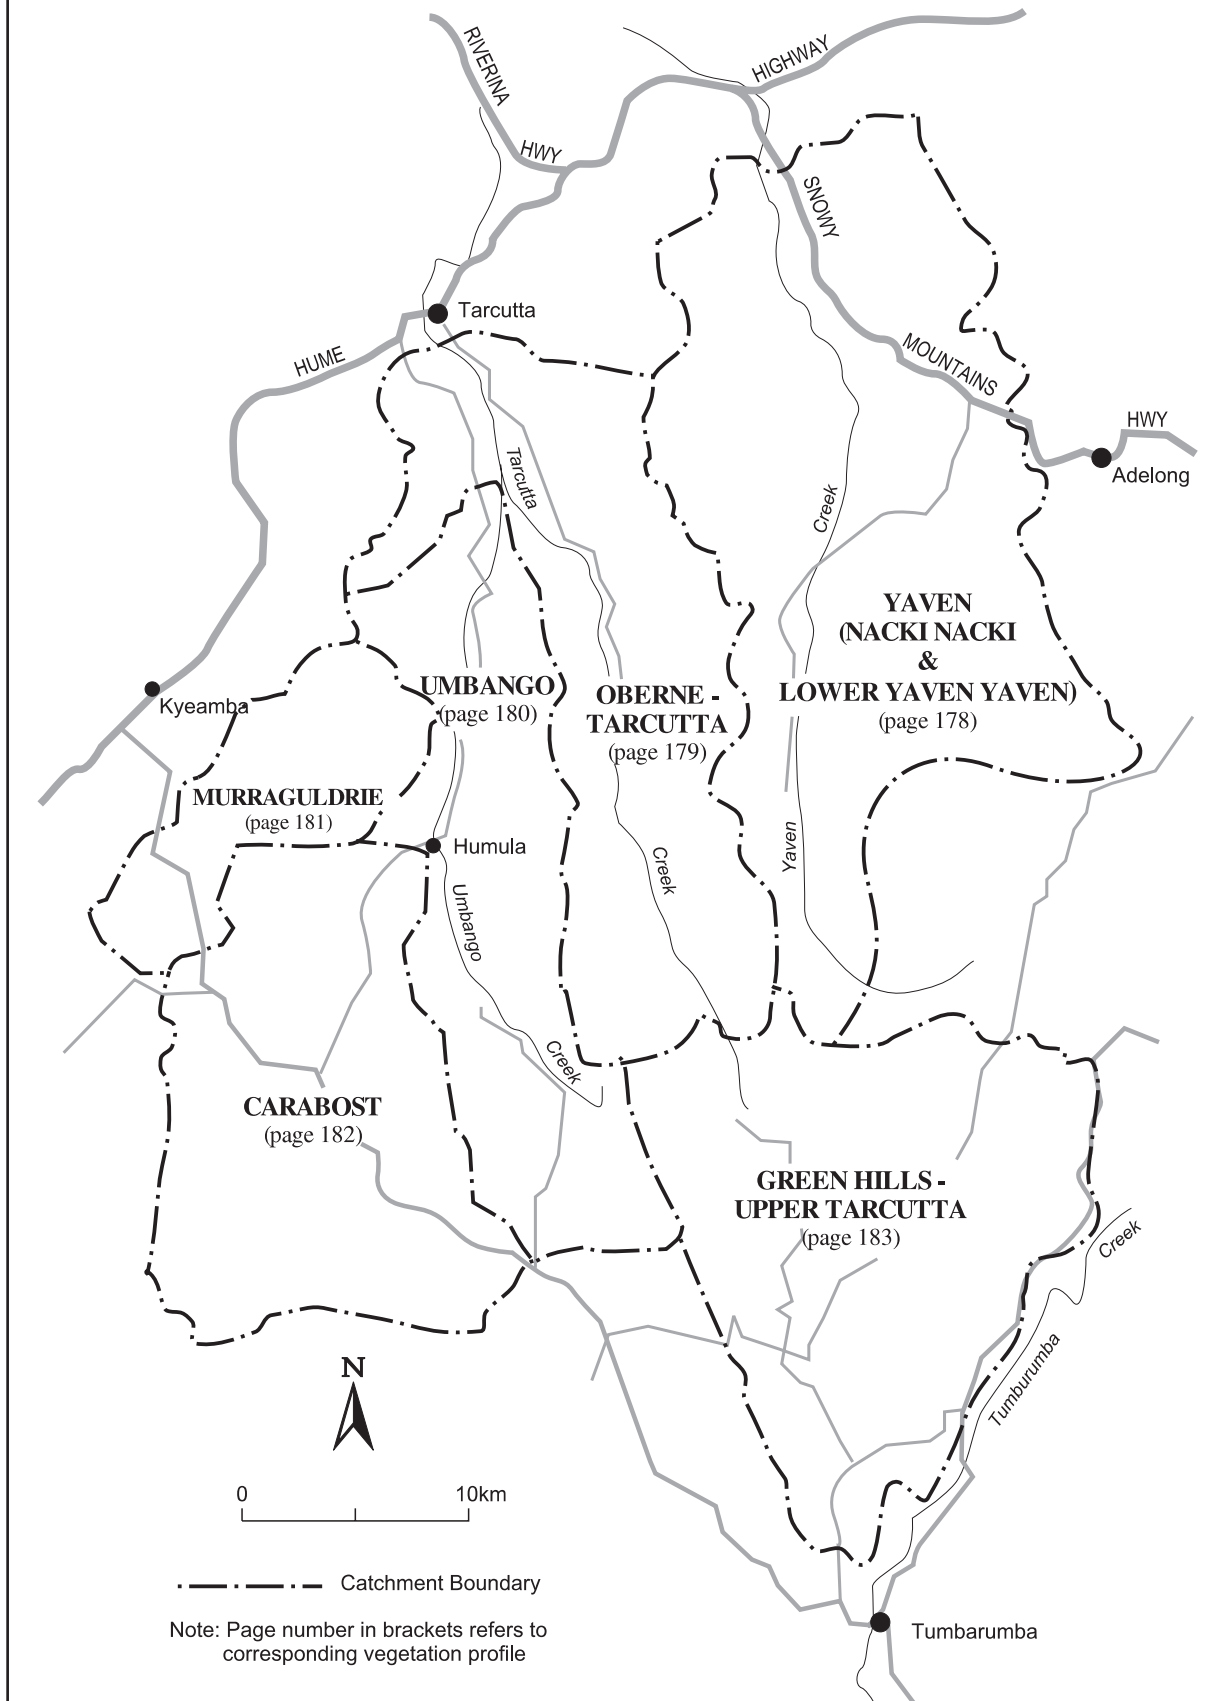 RIVERINA
HWY
HIGHWAY
SNOWY
MOUNTAINS
HWY
Tarcutta
HUME
Adelong
Tarcutta
Creek
YAVEN
(NACKI NACKI
&
LOWER YAVEN YAVEN)
(page 178)
UMBANGO
(page 180)
OBERNE -
TARCUTTA
(page 179)
Kyeamba
MURRAGULDRIE
(page 181)
Humula
Yaven
Creek
Umbango
Creek
CARABOST
(page 182)
GREEN HILLS -
UPPER TARCUTTA
(page 183)
Creek
Tumburumba
N
0 10km
Catchment Boundary
Note: Page number in brackets refers to
corresponding vegetation profile
Tumbarumba